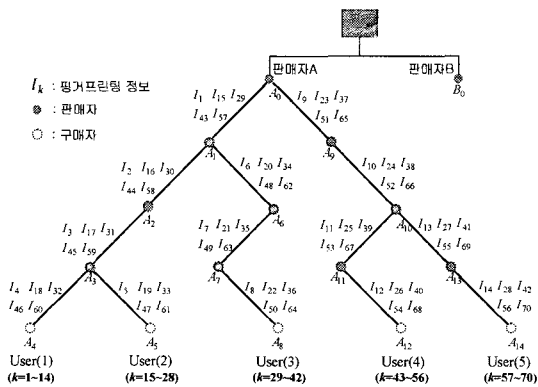 판매자A
판매자B
I_k : 핑거프린팅 정보
: 판매자
: 구매자
A_0
B_0
I_1 I_15 I_29
I_43 I_57
I_9 I_23 I_37
I_51 I_65
A_1
A_9
I_2 I_16 I_30
I_44 I_58
I_6 I_20 I_34
I_48 I_62
I_10 I_24 I_38
I_52 I_66
A_2
A_6
A_10
I_3 I_17 I_31
I_45 I_59
I_7 I_21 I_35
I_49 I_63
I_11 I_25 I_39
I_53 I_67
I_13 I_27 I_41
I_55 I_69
A_3
A_7
A_11
A_13
I_4 I_18 I_32
I_46 I_60
I_5 I_19 I_33
I_47 I_61
I_8 I_22 I_36
I_50 I_64
I_12 I_26 I_40
I_54 I_68
I_14 I_28 I_42
I_56 I_70
A_4
A_5
A_8
A_12
A_14
User(1) User(2) User(3) User(4) User(5)
(k=1~14) (k=15~28) (k=29~42) (k=43~56) (k=57~70)